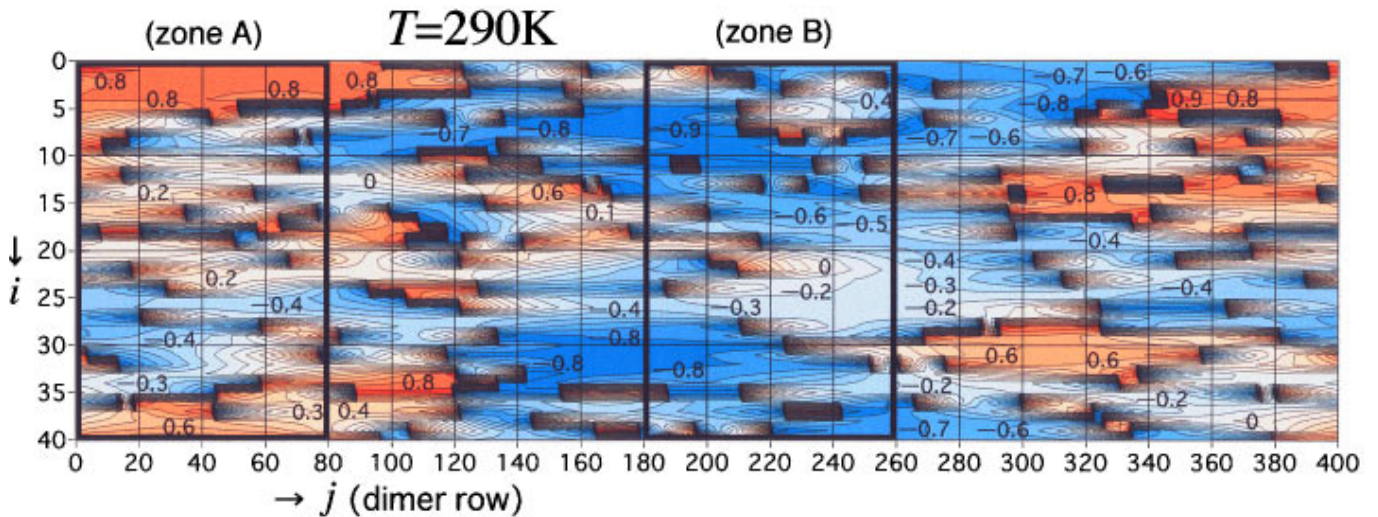 (zone A) T=290K (zone B)
0 0.8 0.8 −0.7 −0.6
5 0.8 0.8 −0.4 −0.8 0.9 0.8
−0.7 −0.8 −0.9 −0.7 −0.6
10
0.2 0 0.6 0.8
15 0.1 −0.6 −0.5
20 −0.4
0.2 0 −0.4
↓ i
25 −0.4 −0.4 −0.3 −0.2 −0.3 −0.4
−0.2
−0.4 −0.8
30 −0.8 −0.8 0.6 0.6
−0.3 0.8 −0.2
35 −0.2
0.3 0.4 0
0.6 −0.7 −0.6
40
0 20 40 60 80 100 120 140 160 180 200 220 240 260 280 300 320 340 360 380 400
→ j (dimer row)